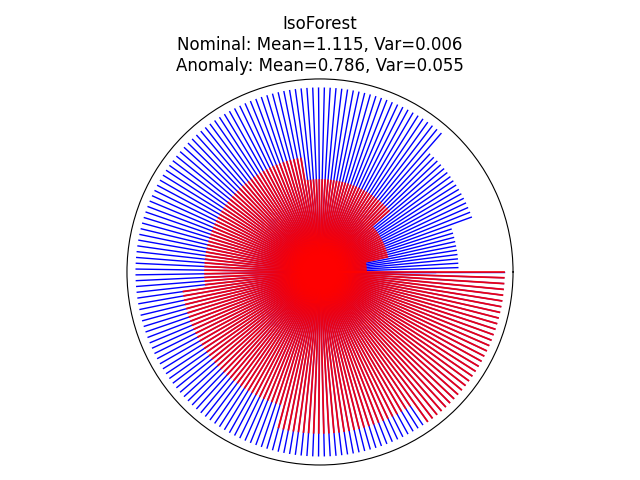 IsoForest
Nominal: Mean=1.115, Var=0.006
Anomaly: Mean=0.786, Var=0.055